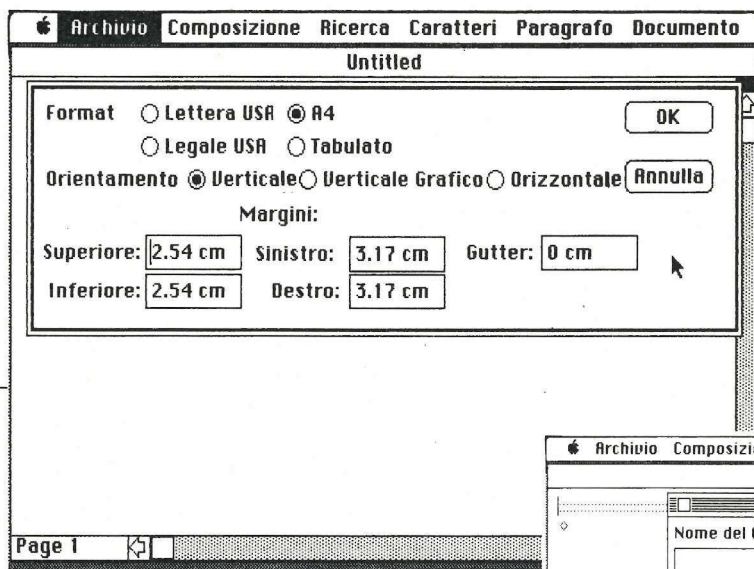 Archivio Composizione Ricerca Caratteri Paragrafo Documento
Untitled
Format Lettera USA A4 OK
Legale USA Tabulato
Orientamento Verticale Verticale Grafico Orizzontale Annulla
Margini:
Superiore: 2.54 cm Sinistro: 3.17 cm Gutter: 0 cm
Inferiore: 2.54 cm Destro: 3.17 cm
Page 1
Archivio
Nome del